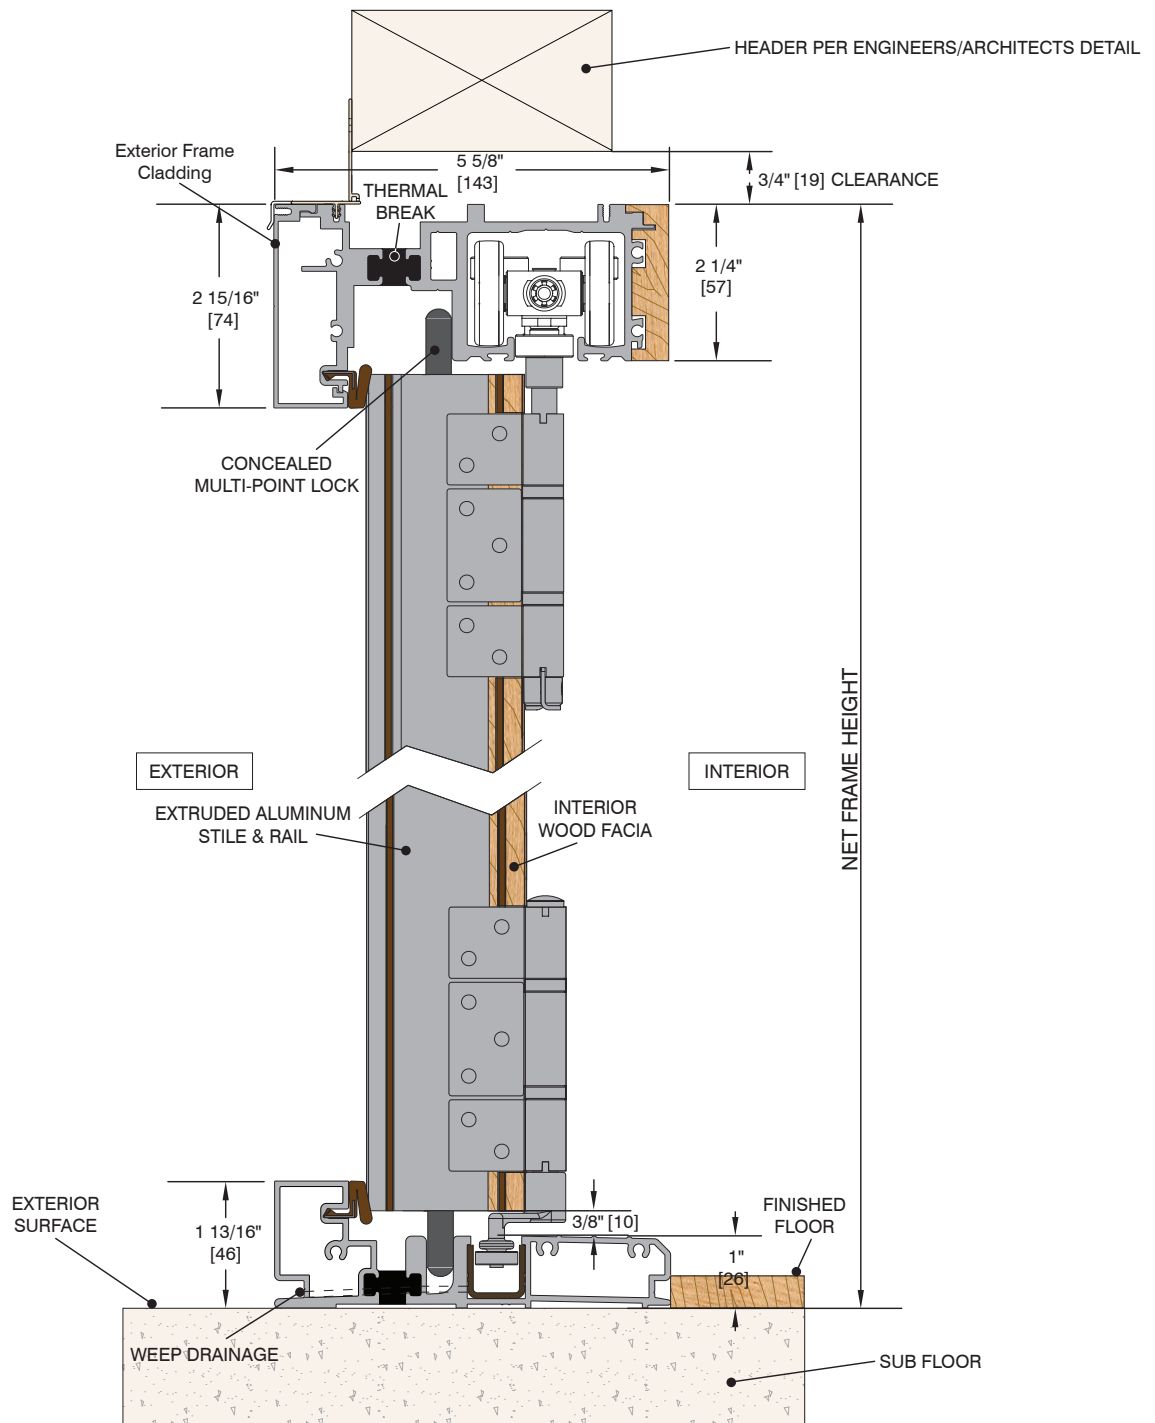 HEADER PER ENGINEERS/ARCHITECTS DETAIL
Exterior Frame
Cladding
5 5/8"
[143]
3/4" [19] CLEARANCE
THERMAL
BREAK
2 15/16"
[74]
2 1/4"
[57]
CONCEALED
MULTI-POINT LOCK
NET FRAME HEIGHT
EXTERIOR
INTERIOR
EXTRUDED ALUMINUM
STILE & RAIL
INTERIOR
WOOD FACIA
EXTERIOR
SURFACE
1 13/16"
[46]
3/8" [10]
FINISHED
FLOOR
1"
[26]
WEEP DRAINAGE
SUB FLOOR